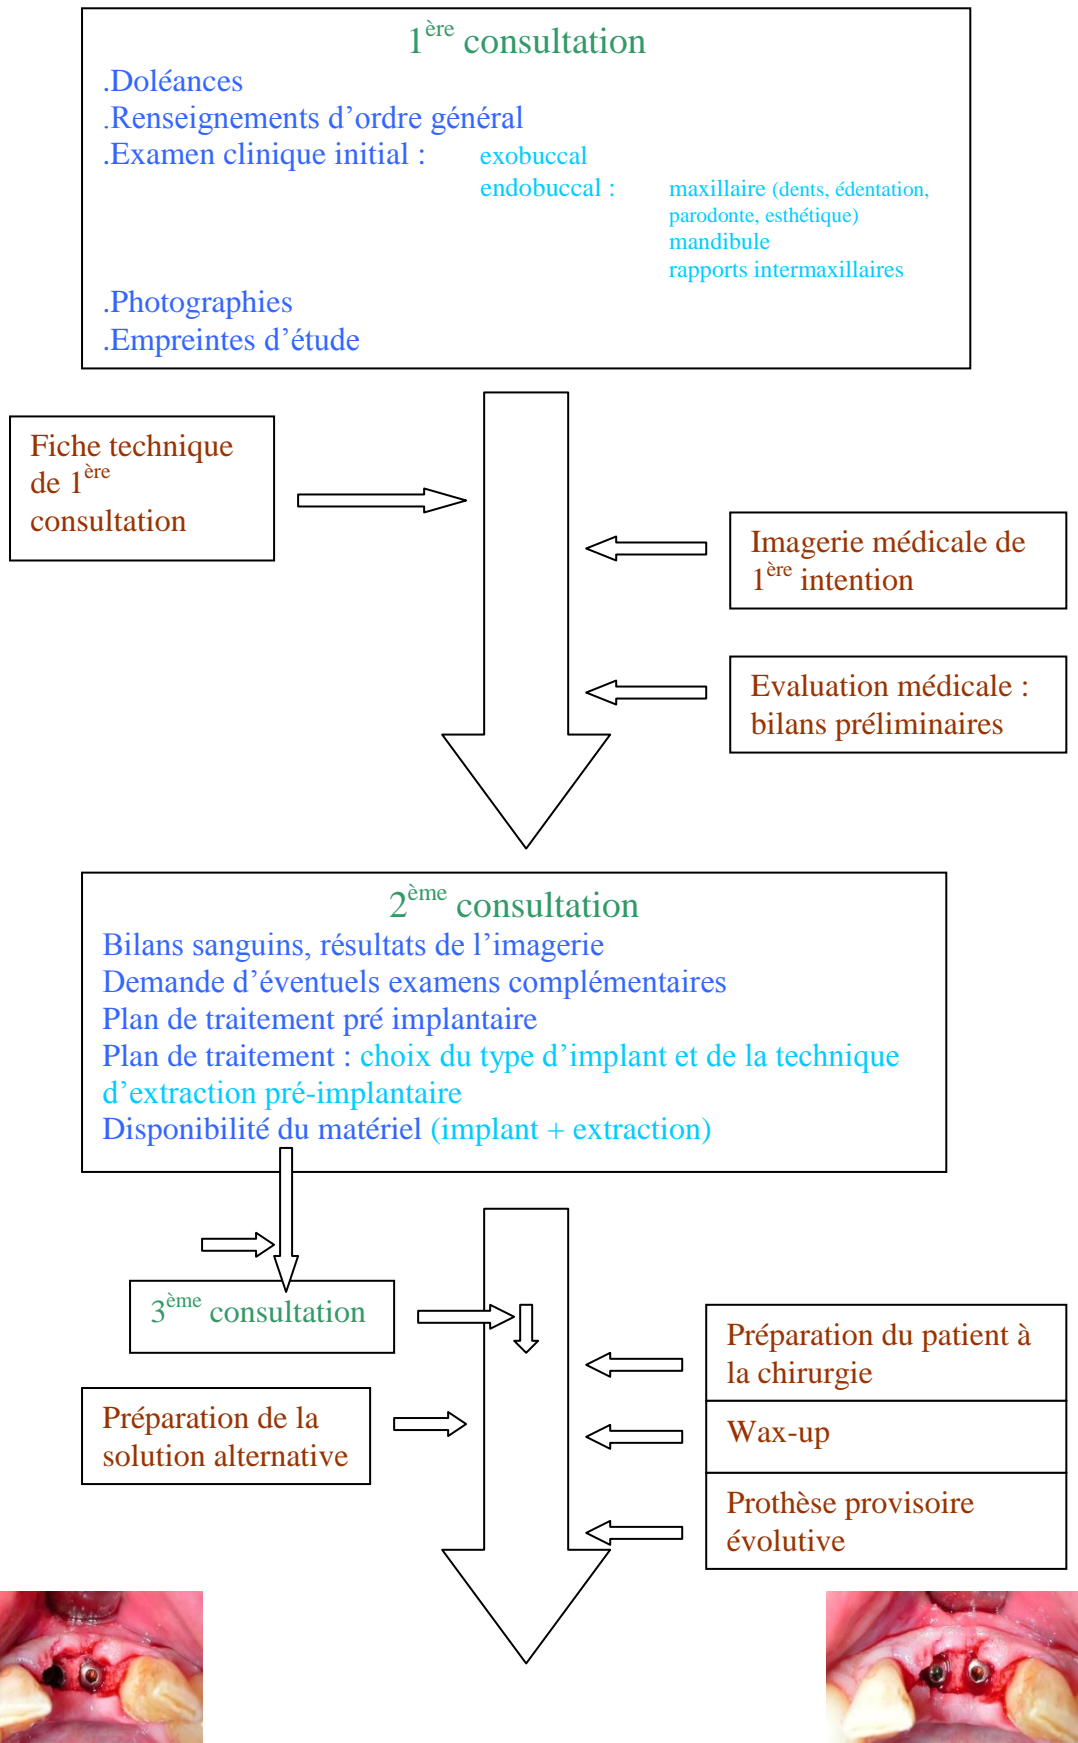 1ère consultation
.Doléances
.Renseignements d’ordre général
.Examen clinique initial : exobuccal
endobuccal : maxillaire (dents, édentation,
parodonte, esthétique)
mandibule
rapports intermaxillaires
.Photographies
.Empreintes d’étude
Fiche technique
de 1ère
consultation
Imagerie médicale de
1ère intention
Evaluation médicale :
bilans préliminaires
2ème consultation
Bilans sanguins, résultats de l’imagerie
Demande d’éventuels examens complémentaires
Plan de traitement pré implantaire
Plan de traitement : choix du type d’implant et de la technique
d’extraction pré-implantaire
Disponibilité du matériel (implant + extraction)
3ème consultation
Préparation du patient à
la chirurgie
Préparation de la
solution alternative
Wax-up
Prothèse provisoire
évolutive